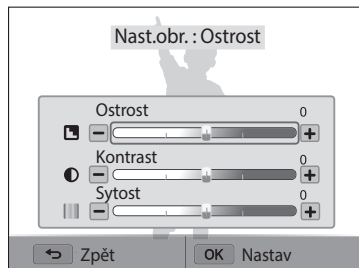 Nast.obr. : Ostrost
Ostrost 0
Kontrast 0
Sytost 0
Zpět OK Nastav